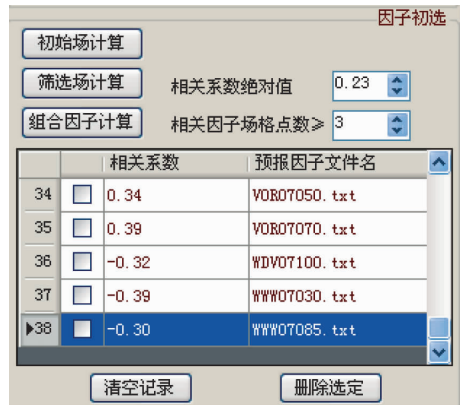 因子初选
初始场计算
筛选场计算 相关系数绝对值 0.23
组合因子计算 相关因子场格点数≥ 3
相关系数 预报因子文件名
34 0.34 VOR07050.txt
35 0.39 VOR07070.txt
36 -0.32 WDV07100.txt
37 -0.39 WWW07030.txt
38 -0.30 WWW07085.txt
清空记录 删除选定